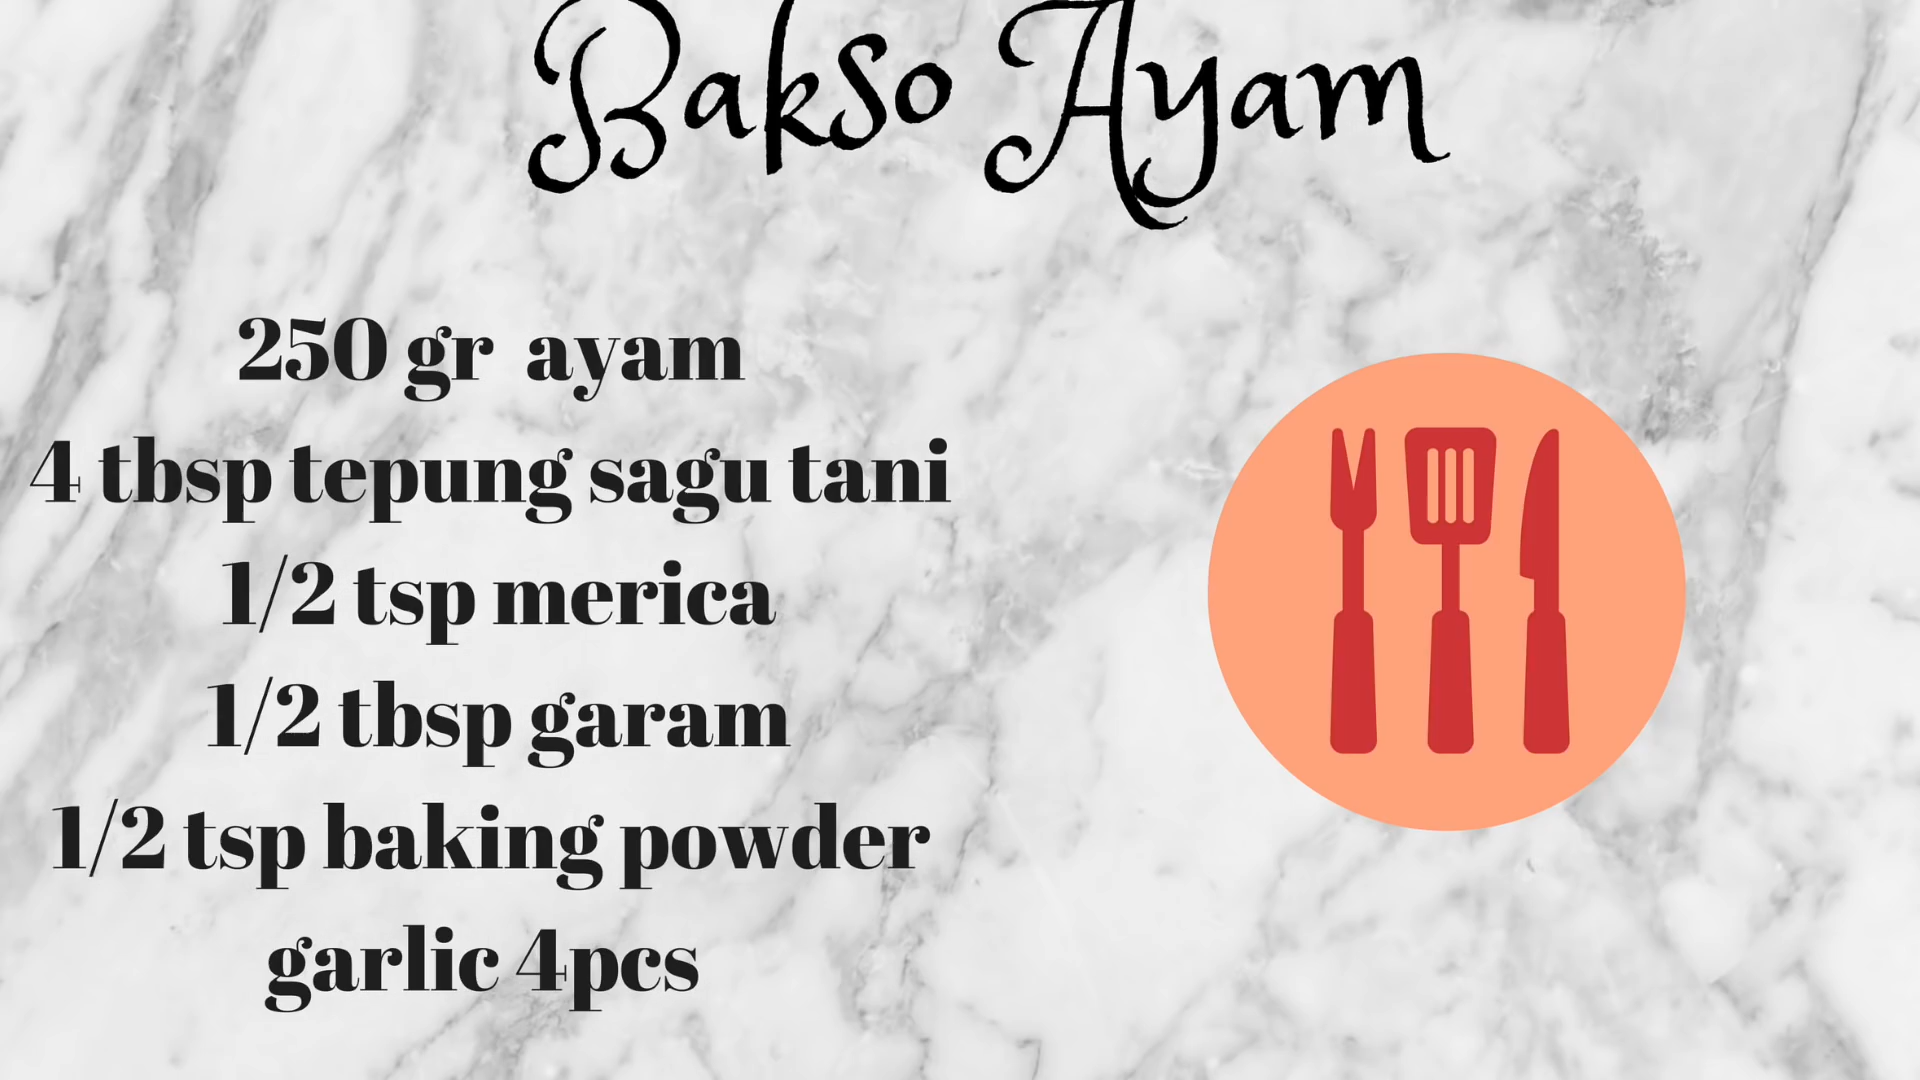 Bakso Ayam
250 gr ayam
4 tbsp tepung sagu tani
1/2 tsp merica
1/2 tbsp garam
1/2 tsp baking powder
garlic 4pcs